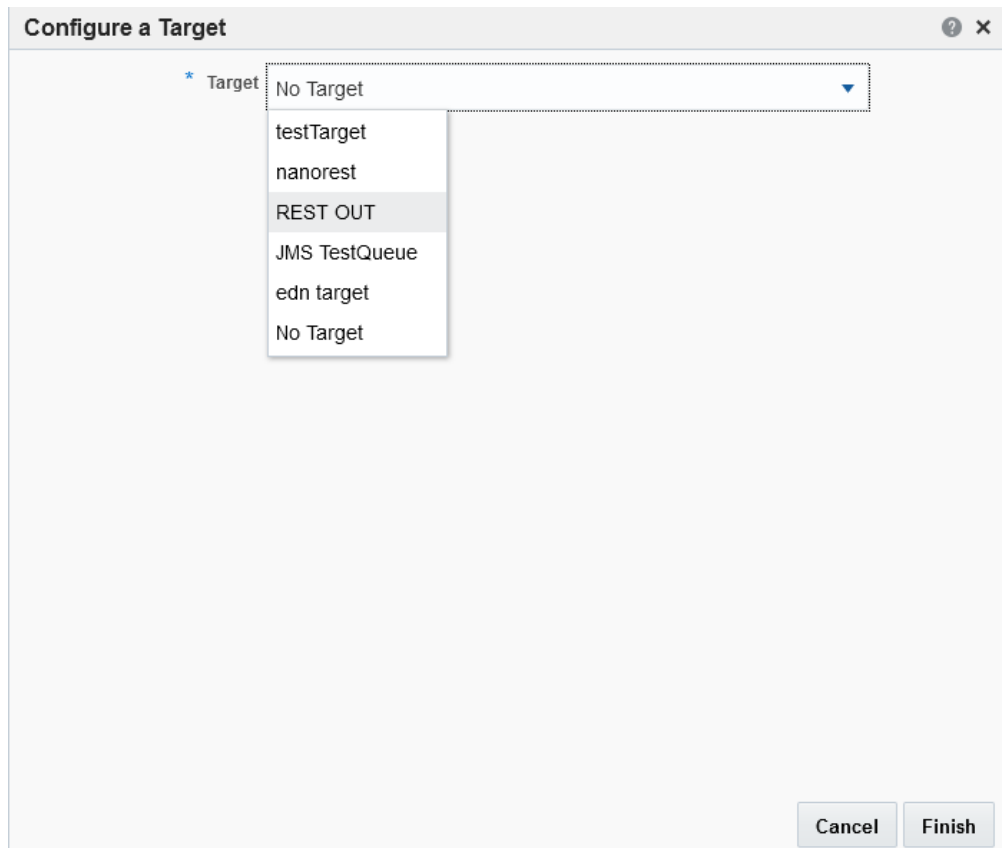 Configure a Target
* Target No Target
testTarget
nanorest
REST OUT
JMS TestQueue
edn target
No Target
Cancel Finish